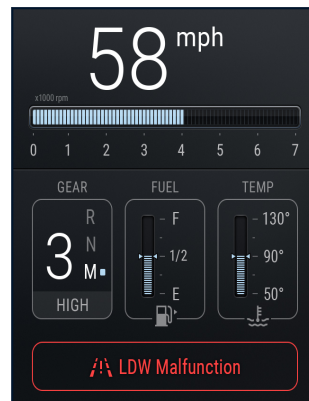 58 mph
x1000 rpm
0 1 2 3 4 5 6 7
GEAR FUEL TEMP
R F 130°
3 N 1/2 90°
M E 50°
HIGH
LDW Malfunction